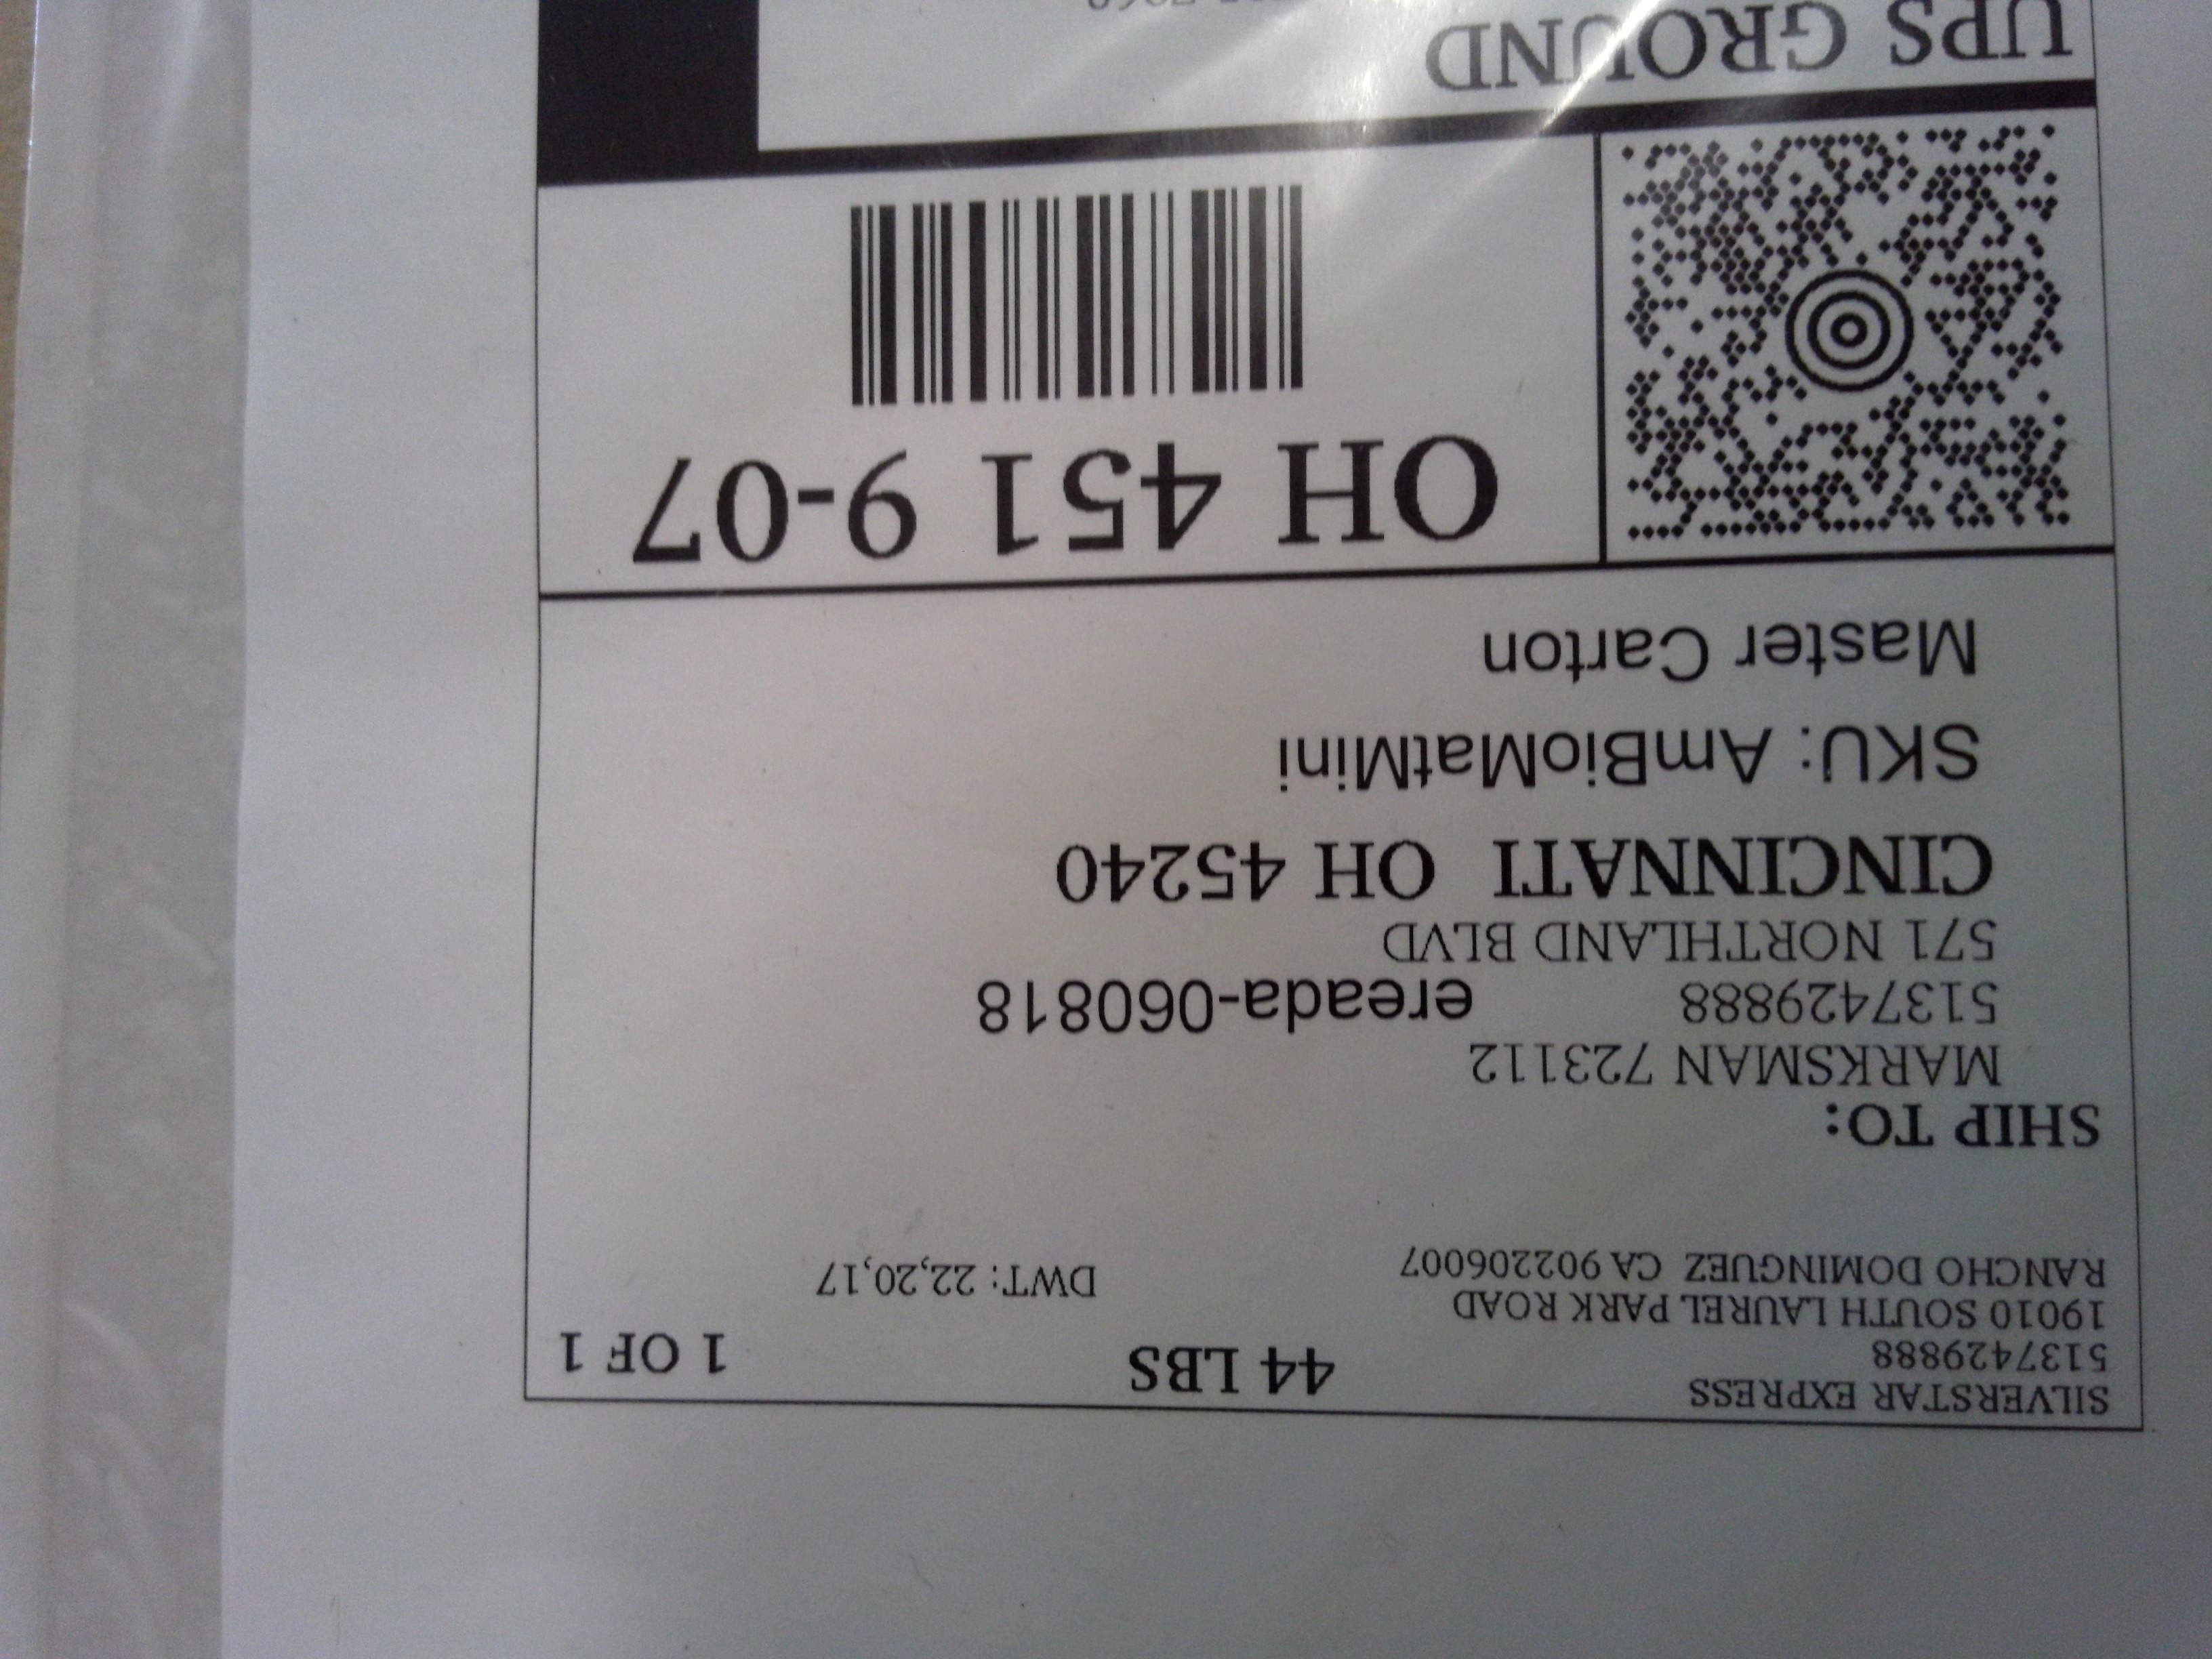 SILVERSTAR EXPRESS
5137429888
19010 SOUTH LAUREL PARK ROAD
RANCHO DOMINGUEZ CA 902206007
44 LBS
1 OF 1
DWT: 22,20,17
SHIP TO:
MARKSMAN 723112
5137429888 ereada-060818
571 NORTHLAND BLVD
CINCINNATI OH 45240
SKU: AmBioMatMini
Master Carton
OH 451 9-07
UPS GROUND